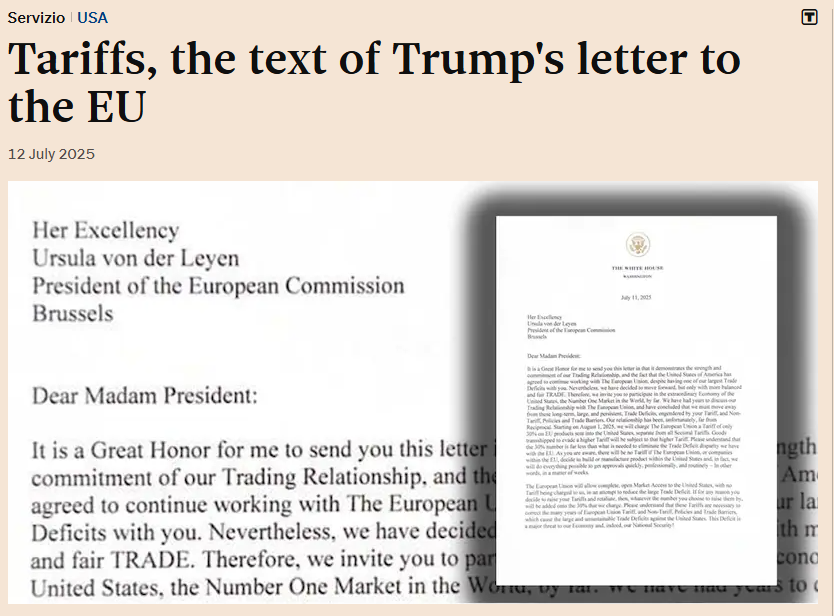 Servizio | USA
T
Tariffs, the text of Trump's letter to
the EU
12 July 2025
Her Excellency
Ursula von der Leyen
President of the European Commission
Brussels
Dear Madam President:
It is a Great Honor for me to send you this letter
commitment of our Trading Relationship, and the
agreed to continue working with The European
Deficits with you. Nevertheless, we have decided
and fair TRADE. Therefore, we invite you to
United States, the Number One Market in the World, by far. We have had years to
THE WHITE HOUSE
WASHINGTON
July 11, 2025
Her Excellency
Ursula von der Leyen
President of the European Commission
Brussels
Dear Madam President:
It is a Great Honor for me to send you this letter in that it demonstrates the strength and
commitment of our Trading Relationship, and the fact that the United States of America has
agreed to continue working with The European Union, despite having one of our largest Trade
Deficits with you. Nevertheless, we have decided to move forward, but only with more balanced
and fair TRADE. Therefore, we invite you to participate in the extraordinary Economy of the
United States, the Number One Market in the World, by far. We have had years to discuss our
Trading Relationship with The European Union, and have concluded that we must move away
from these long-term, large, and persistent, Trade Deficits, engendered by your Tariff, and Non-
Tariff, Policies and Trade Barriers. Our relationship has been, unfortunately, far from
Reciprocal. Starting on August 1, 2025, we will charge The European Union a Tariff of only
30% on EU products sent into the United States, separate from all Sectoral Tariffs. Goods
transshipped to evade a higher Tariff will be subject to that higher Tariff. Please understand that
the 30% number is far less than what is needed to eliminate the Trade Deficit disparity we have
with the EU. As you are aware, there will be no Tariff if The European Union, or companies
within the EU, decide to build or manufacture product within the United States and, in fact, we
will do everything possible to get approvals quickly, professionally, and routinely – In other
words, in a matter of weeks.
The European Union will allow complete, open Market Access to the United States, with no
Tariff being charged to us, in an attempt to reduce the large Trade Deficit. If for any reason you
decide to raise your Tariffs and retaliate, then, whatever the number you choose to raise them by,
will be added onto the 30% that we charge. Please understand that these Tariffs are necessary to
correct the many years of European Union Tariff, and Non-Tariff, Policies and Trade Barriers,
which cause the large and unsustainable Trade Deficits against the United States. This Deficit is
a major threat to our Economy and, indeed, our National Security!